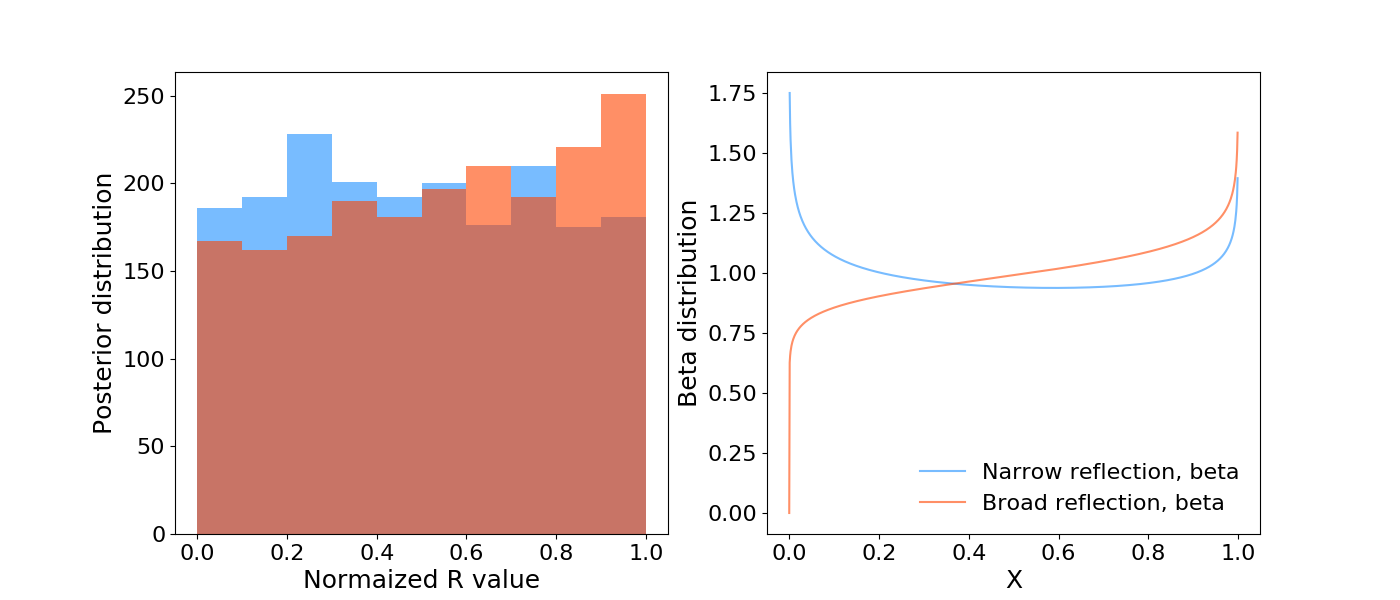 250
200
150
100
50
0
0.0 0.2 0.4 0.6 0.8 1.0
Posterior distribution
Normaized R value
1.75
1.50
1.25
1.00
0.75
0.50
0.25
0.00
0.0 0.2 0.4 0.6 0.8 1.0
Beta distribution
X
Narrow reflection, beta
Broad reflection, beta